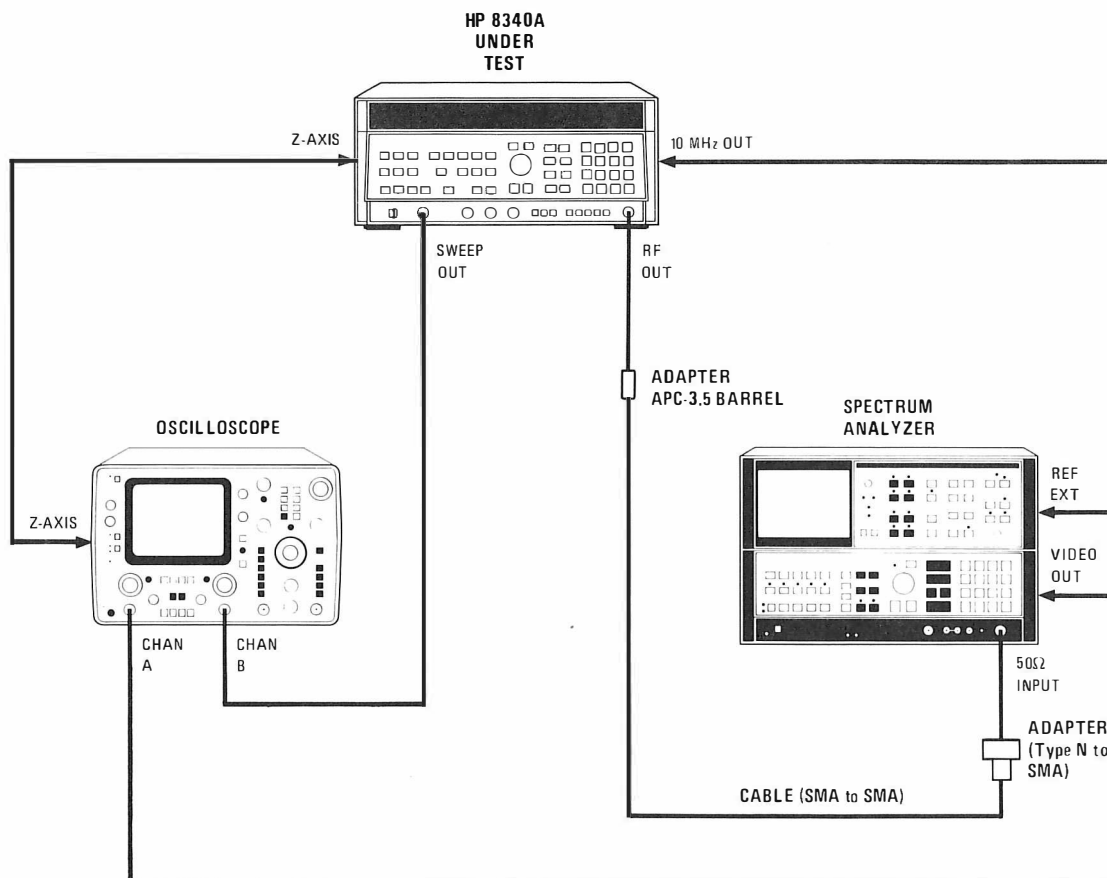 HP 8340A
UNDER
TEST
Z-AXIS
10 MHz OUT
SWEEP
OUT
RF
OUT
ADAPTER
APC-3.5 BARREL
OSCILLOSCOPE
SPECTRUM
ANALYZER
Z-AXIS
REF
EXT
VIDEO
OUT
CHAN
A
CHAN
B
50Ω
INPUT
ADAPTER
(Type N to
SMA)
CABLE (SMA to SMA)